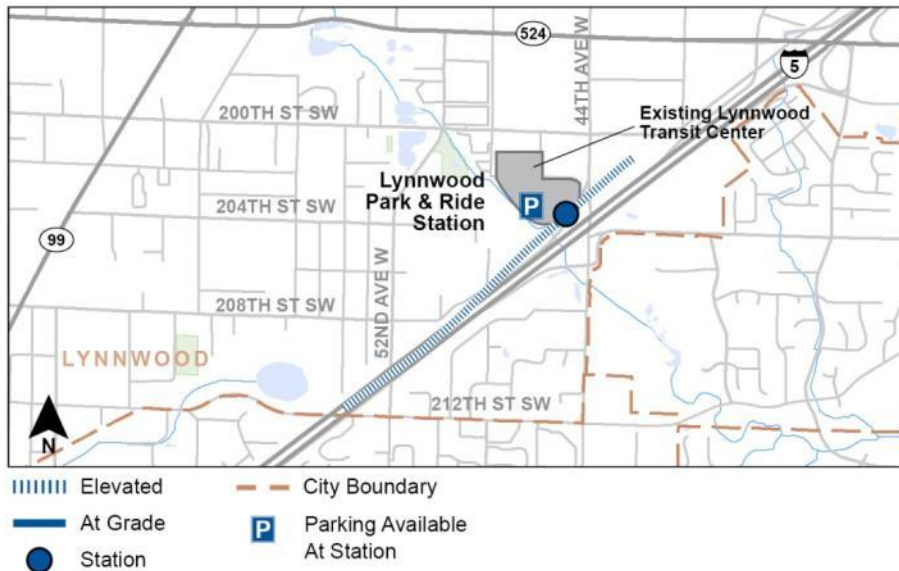 524
44TH AVE W
5
200TH ST SW
Existing Lynnwood
Transit Center
Lynnwood
Park & Ride
Station
P
204TH ST SW
99
52ND AVE W
208TH ST SW
LYNNWOOD
212TH ST SW
N
Elevated
City Boundary
At Grade
P
Parking Available
At Station
Station